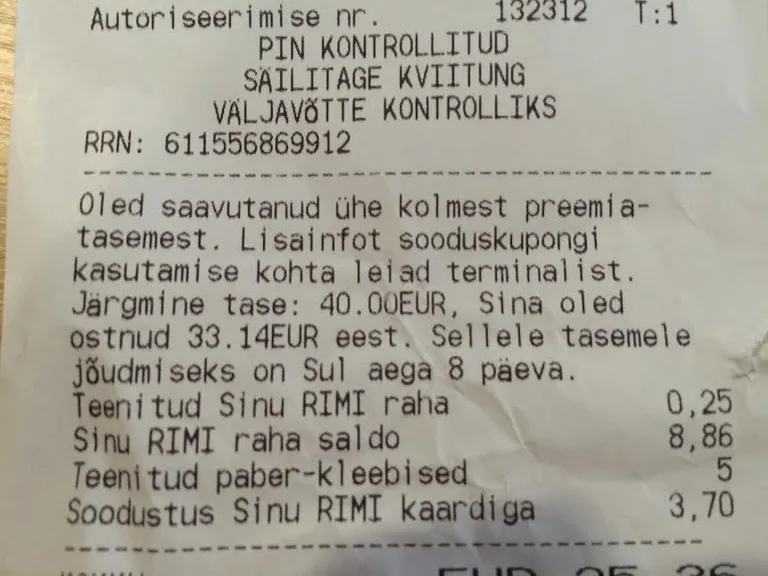 Autoriseerimise nr. 132312 T:1
PIN KONTROLLITUD
SÄILITAGE KVIITUNG
VÄLJAVÕTTE KONTROLLIKS
RRN: 611556869912
Oled saavutanud ühe kolmest preemia-
tasemest. Lisainfot sooduskupongi
kasutamise kohta leiad terminalist.
Järgmine tase: 40.00EUR, Sina oled
ostnud 33.14EUR eest. Sellele tasemele
jõudmiseks on Sul aega 8 päeva.
Teenitud Sinu RIMI raha 0,25
Sinu RIMI raha saldo 8,86
Teenitud paber-kleebised 5
Soodustus Sinu RIMI kaardiga 3,70